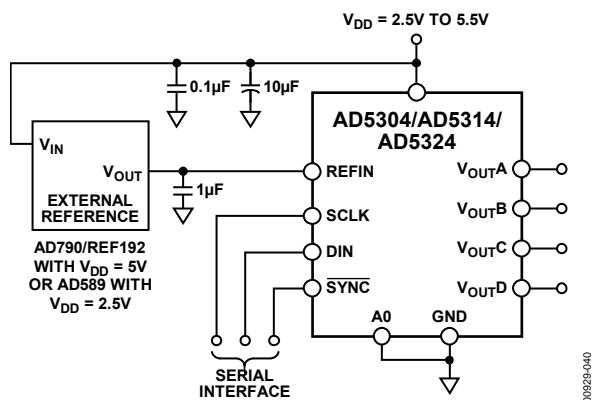 V_DD = 2.5V TO 5.5V
0.1µF
10µF
AD5304/AD5314/
AD5324
V_IN
V_OUT
EXTERNAL
REFERENCE
1µF
REFIN
SCLK
DIN
SYNC
V_OUTA
V_OUTB
V_OUTC
V_OUTD
A0
GND
AD790/REF192
WITH V_DD = 5V
OR AD589 WITH
V_DD = 2.5V
SERIAL
INTERFACE
00929-040